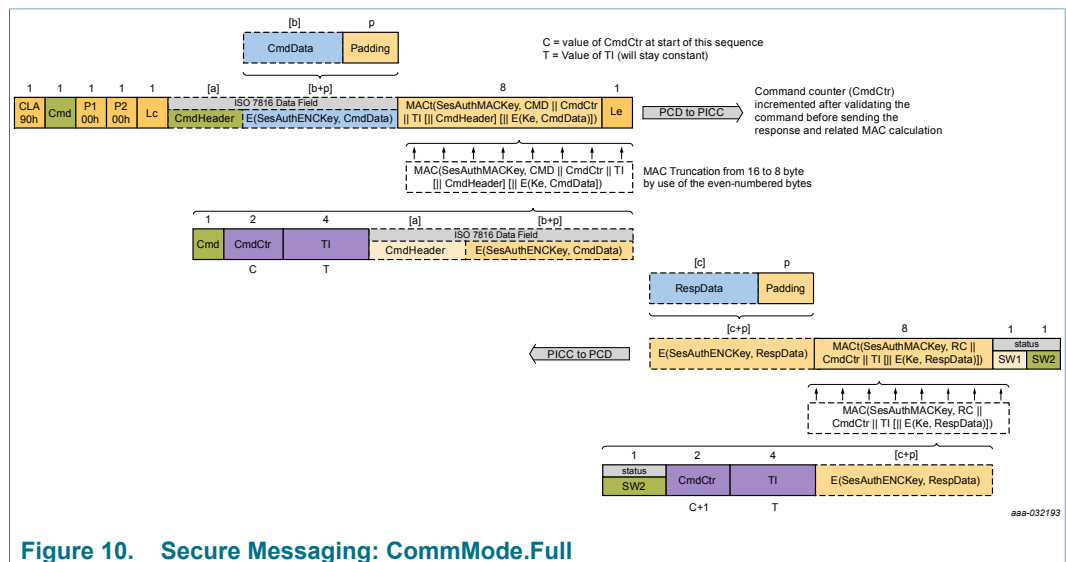 [b] p
CmdData Padding
C = value of CmdCtr at start of this sequence
T = Value of TI (will stay constant)
1 1 1 1 1 [a] [b+p] 8 1
CLA 90h Cmd P1 00h P2 00h Lc
ISO 7816 Data Field
CmdHeader E(SesAuthENCKey, CmdData)
MACt(SesAuthMACKey, CMD || CmdCtr
|| TI [|| CmdHeader] [|| E(Ke, CmdData)])
Le
PCD to PICC
Command counter (CmdCtr)
incremented after validating the
command before sending the
response and related MAC calculation
MAC(SesAuthMACKey, CMD || CmdCtr || TI
[|| CmdHeader] [|| E(Ke, CmdData)])
MAC Truncation from 16 to 8 byte
by use of the even-numbered bytes
1 2 4 [a] [b+p]
Cmd CmdCtr TI
ISO 7816 Data Field
CmdHeader E(SesAuthENCKey, CmdData)
C T
[c] p
RespData Padding
[c+p] 8 1 1
PICC to PCD
E(SesAuthENCKey, RespData)
MACt(SesAuthMACKey, RC ||
CmdCtr || TI [|| E(Ke, RespData)])
status
SW1 SW2
MAC(SesAuthMACKey, RC ||
CmdCtr || TI [|| E(Ke, RespData)])
1 2 4 [c+p]
status
SW2 CmdCtr TI E(SesAuthENCKey, RespData)
C+1 T
aaa-032193
Figure 10. Secure Messaging: CommMode.Full